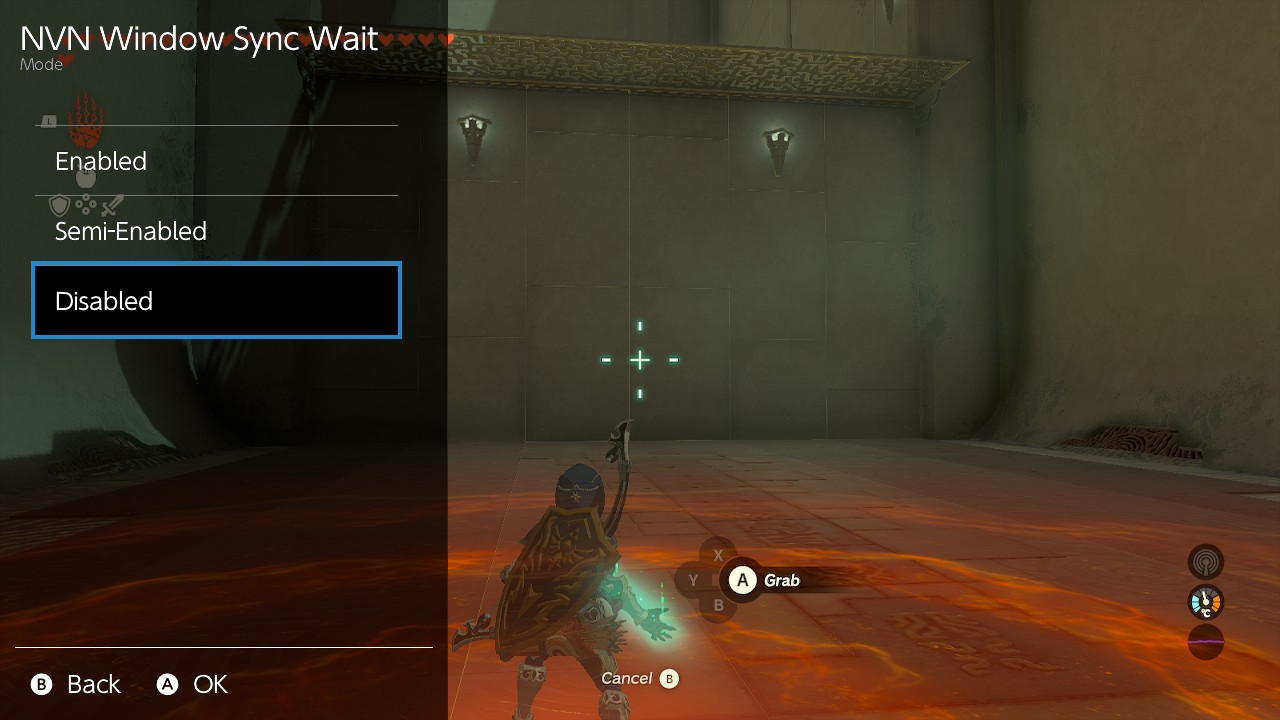 NVN Window Sync Wait
Mode
L
Enabled
Semi-Enabled
Disabled
X
Y
A Grab
B
°C
Cancel B
B Back A OK